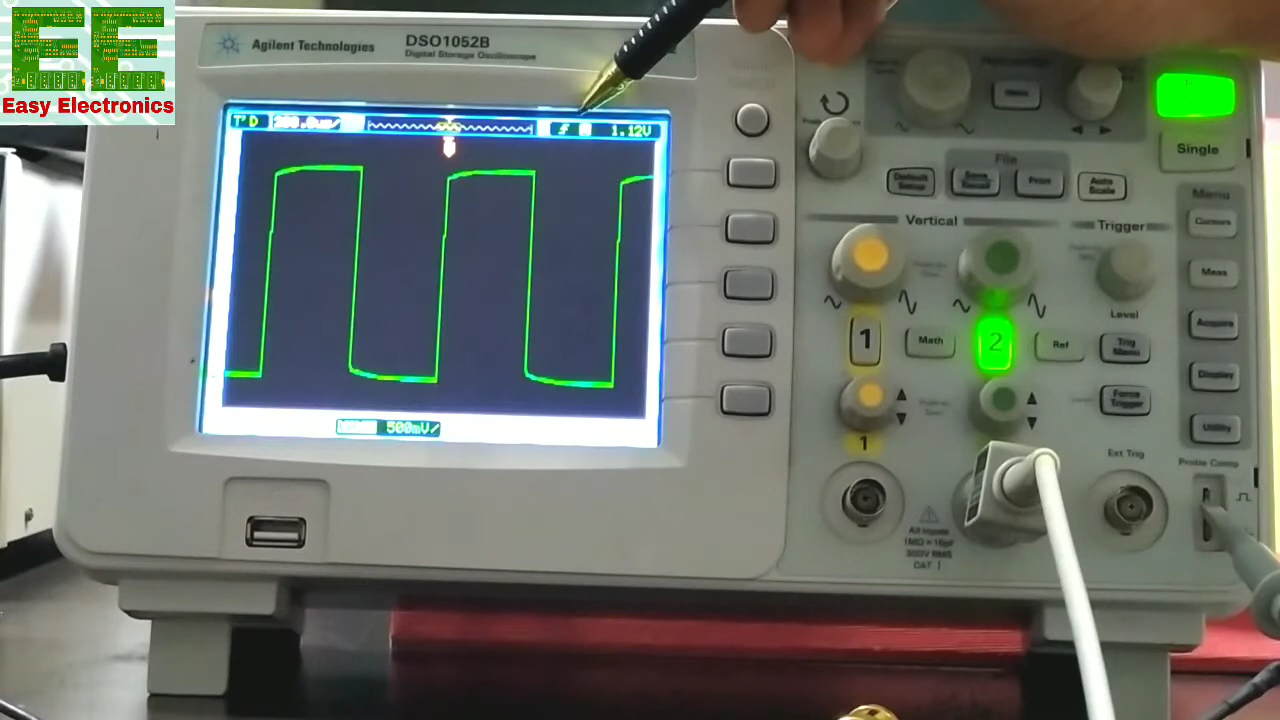 EE
Easy Electronics
Agilent Technologies
DSO1052B
Digital Storage Oscilloscope
T'D
1.12V
500mV/
Single
File
Default
Setup
Save
Recall
Print
Auto
Scale
Menu
Cursors
Meas
Acquire
Display
Utility
Vertical
Trigger
Level
1
Math
2
Ref
Trig
Menu
Force
Trigger
1
Ext Trig
Probe Comp
All Inputs
300V RMS
CAT I